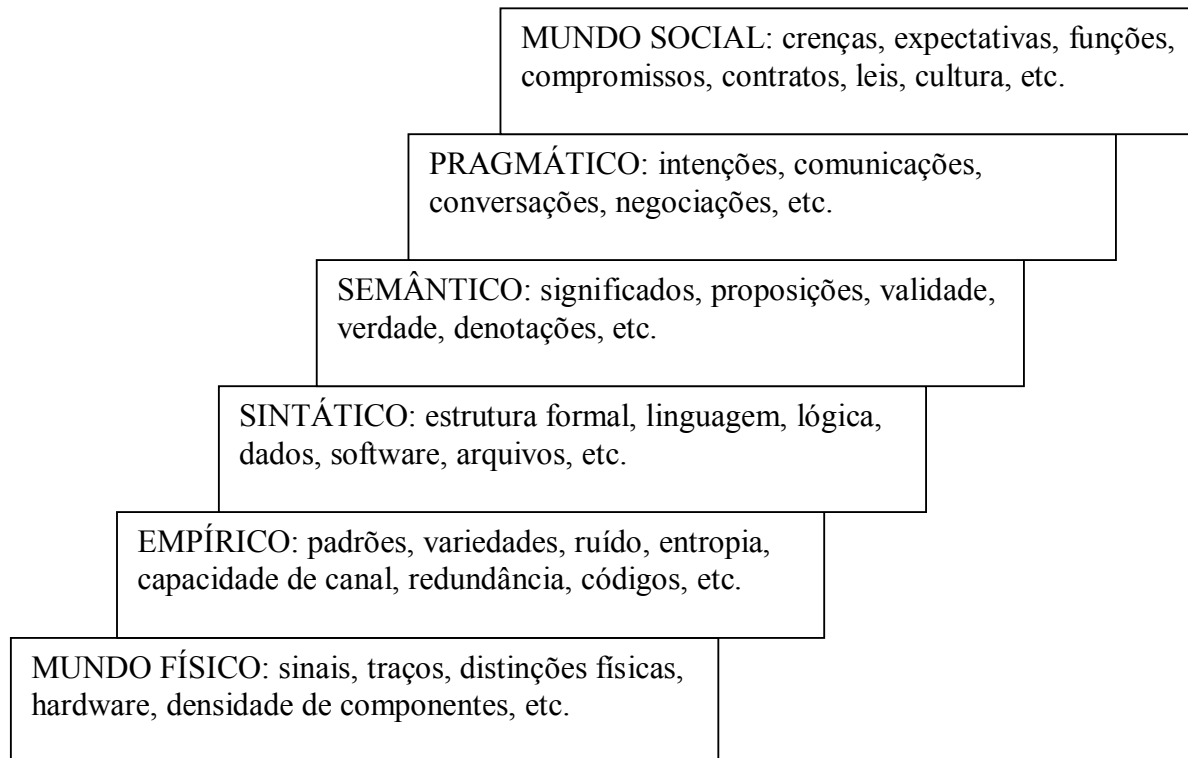 MUNDO SOCIAL: crenças, expectativas, funções,
compromissos, contratos, leis, cultura, etc.
PRAGMÁTICO: intenções, comunicações,
conversações, negociações, etc.
SEMÂNTICO: significados, proposições, validade,
verdade, denotações, etc.
SINTÁTICO: estrutura formal, linguagem, lógica,
dados, software, arquivos, etc.
EMPÍRICO: padrões, variedades, ruído, entropia,
capacidade de canal, redundância, códigos, etc.
MUNDO FÍSICO: sinais, traços, distinções físicas,
hardware, densidade de componentes, etc.